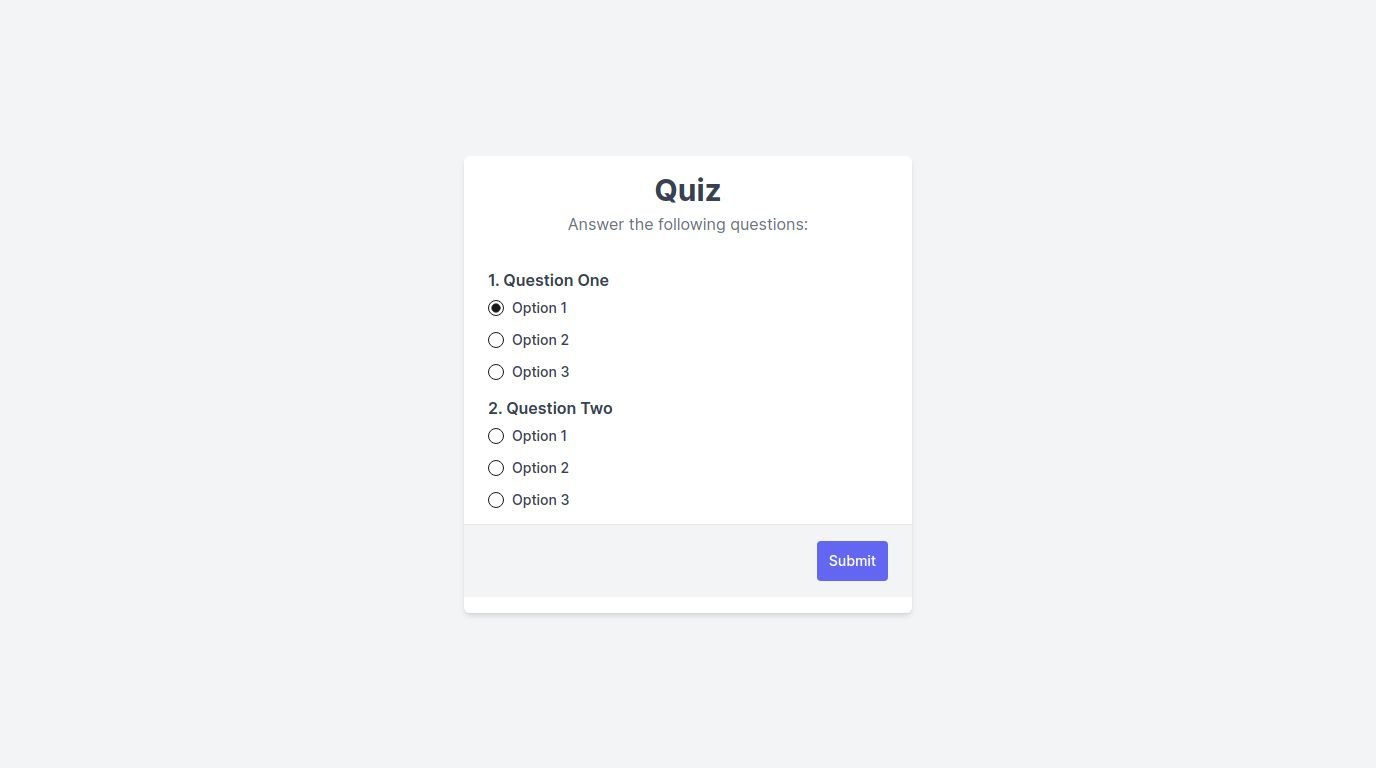 Quiz
Answer the following questions:
1. Question One
Option 1
Option 2
Option 3
2. Question Two
Option 1
Option 2
Option 3
Submit